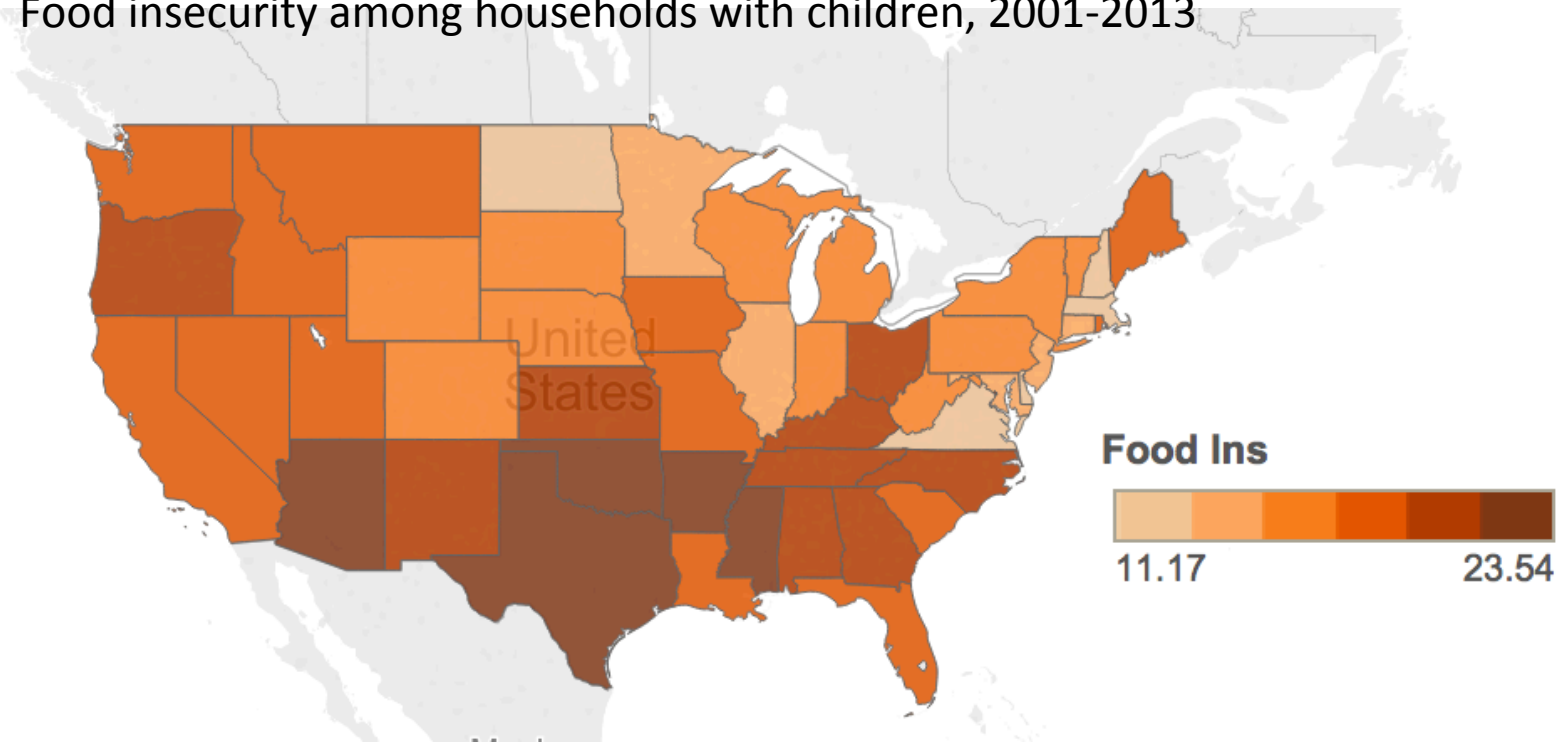 Food insecurity among households with children, 2001-2013
United
States
Food Ins
11.17 23.54